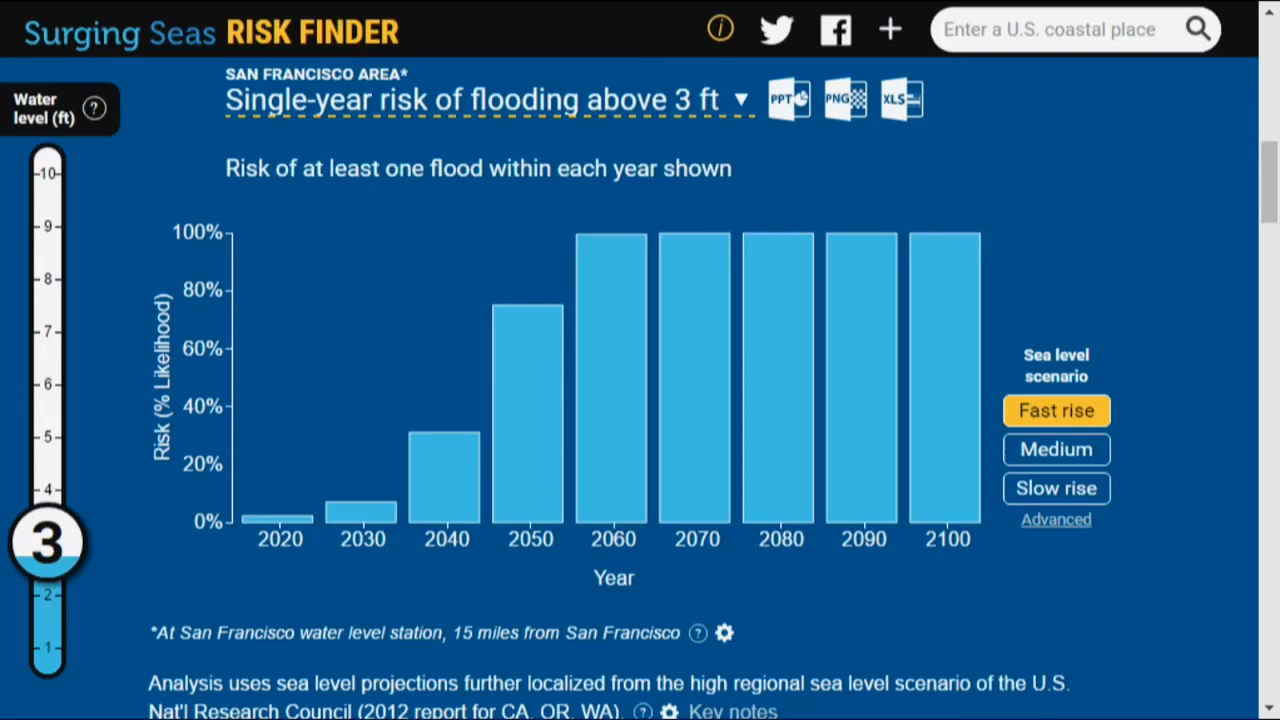 Surging Seas RISK FINDER
Enter a U.S. coastal place
SAN FRANCISCO AREA*
Single-year risk of flooding above 3 ft
PPT
PNG
XLS
Water
level (ft)
?
10
9
8
7
6
5
4
3
2
1
Risk of at least one flood within each year shown
Risk (% Likelihood)
100%
80%
60%
40%
20%
0%
2020 2030 2040 2050 2060 2070 2080 2090 2100
Year
Sea level
scenario
Fast rise
Medium
Slow rise
Advanced
*At San Francisco water level station, 15 miles from San Francisco ?
Analysis uses sea level projections further localized from the high regional sea level scenario of the U.S.
Nat'l Research Council (2012 report for CA, OR, WA). ? Key notes